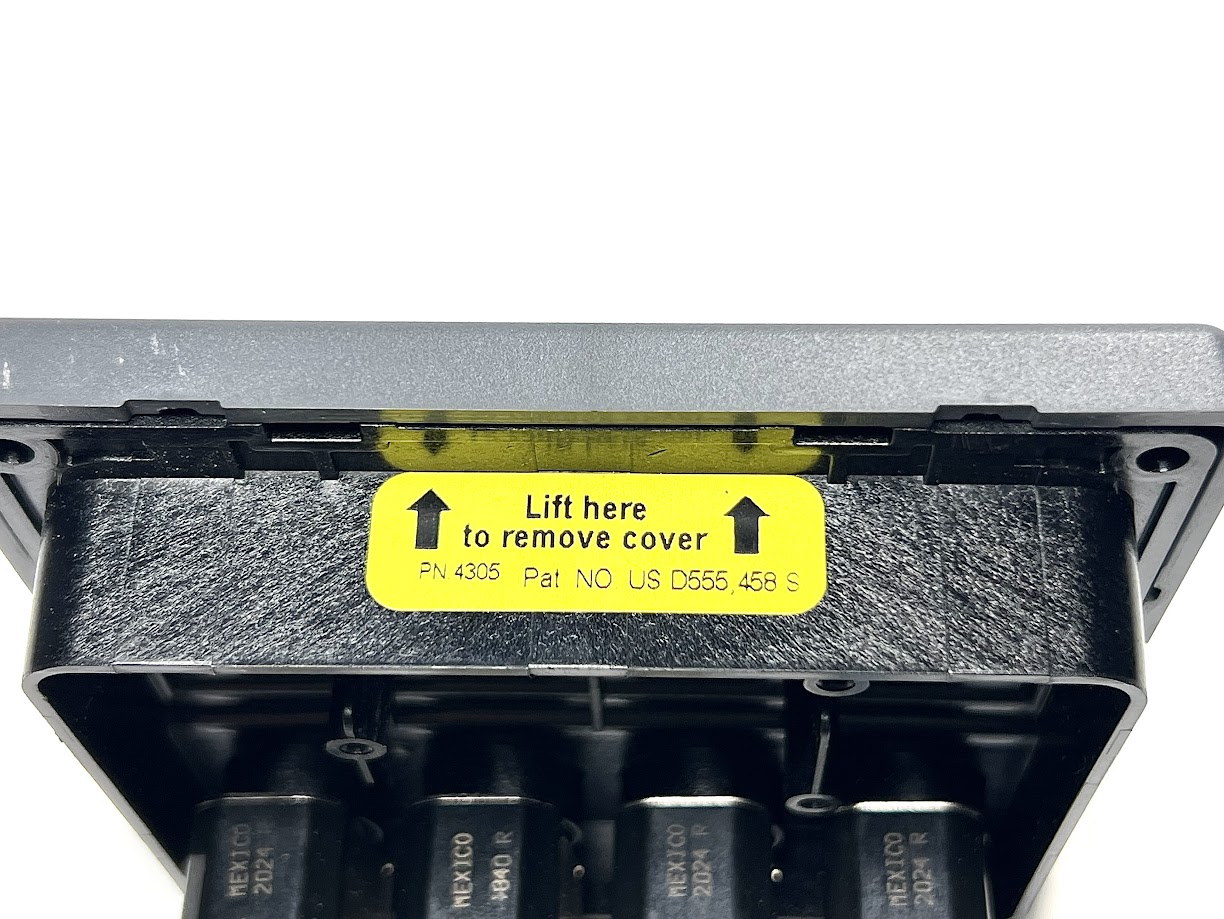 Lift here
to remove cover
PN. 4305 Pat NO. US D555,458 S
MEXICO
2024 R
MEXICO
1840 R
MEXICO
2024 R
MEXICO
2024 R